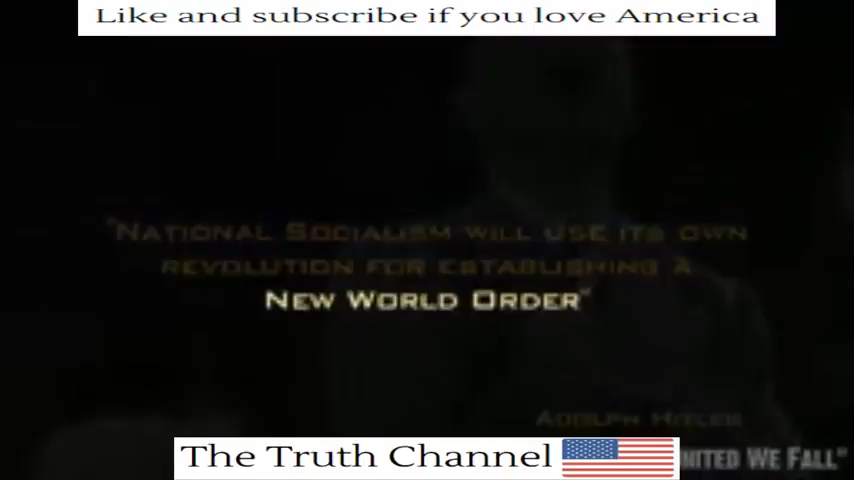 Like and subscribe if you love America
"NATIONAL SOCIALISM WILL USE ITS OWN
REVOLUTION FOR ESTABLISHING A
NEW WORLD ORDER"
ADOLPH HITLER
The Truth Channel
NITED WE FALL"